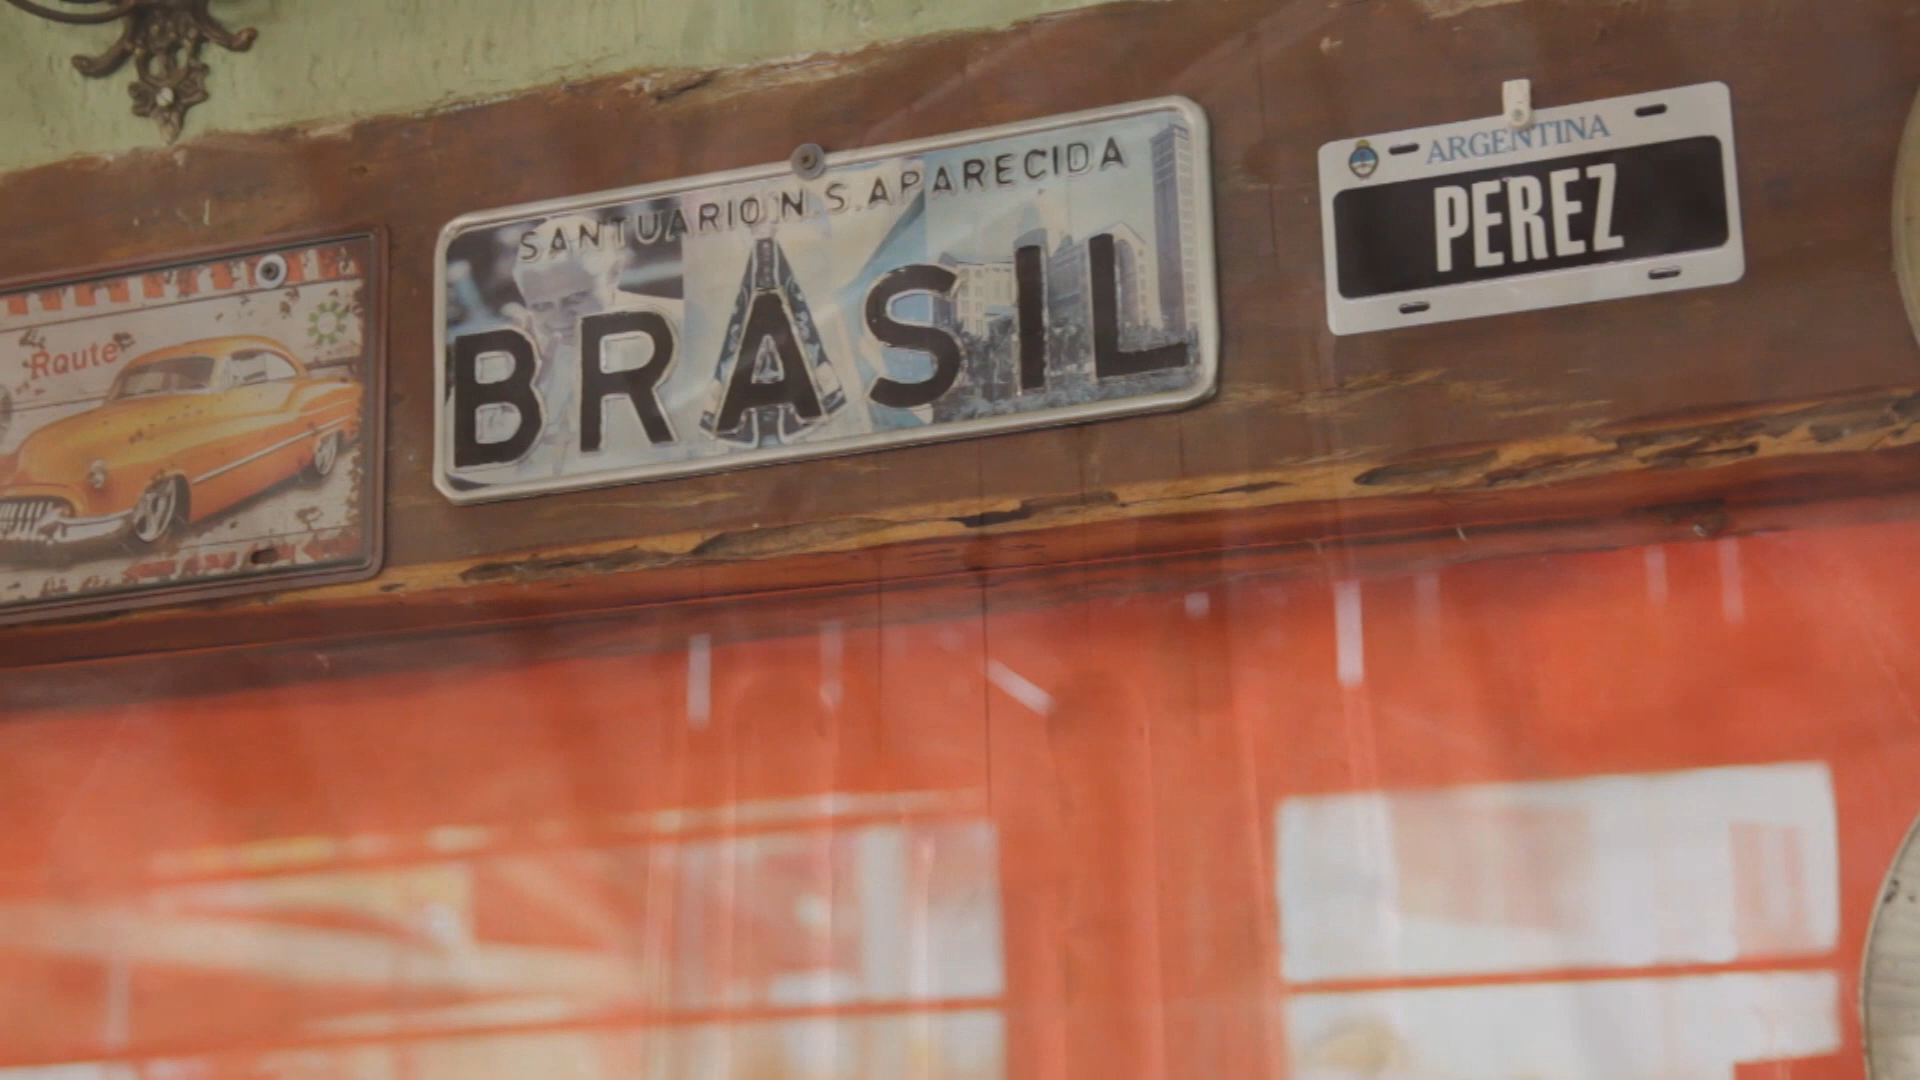 Route
SANTUARIO N.S. APARECIDA
BRASIL
ARGENTINA
PEREZ